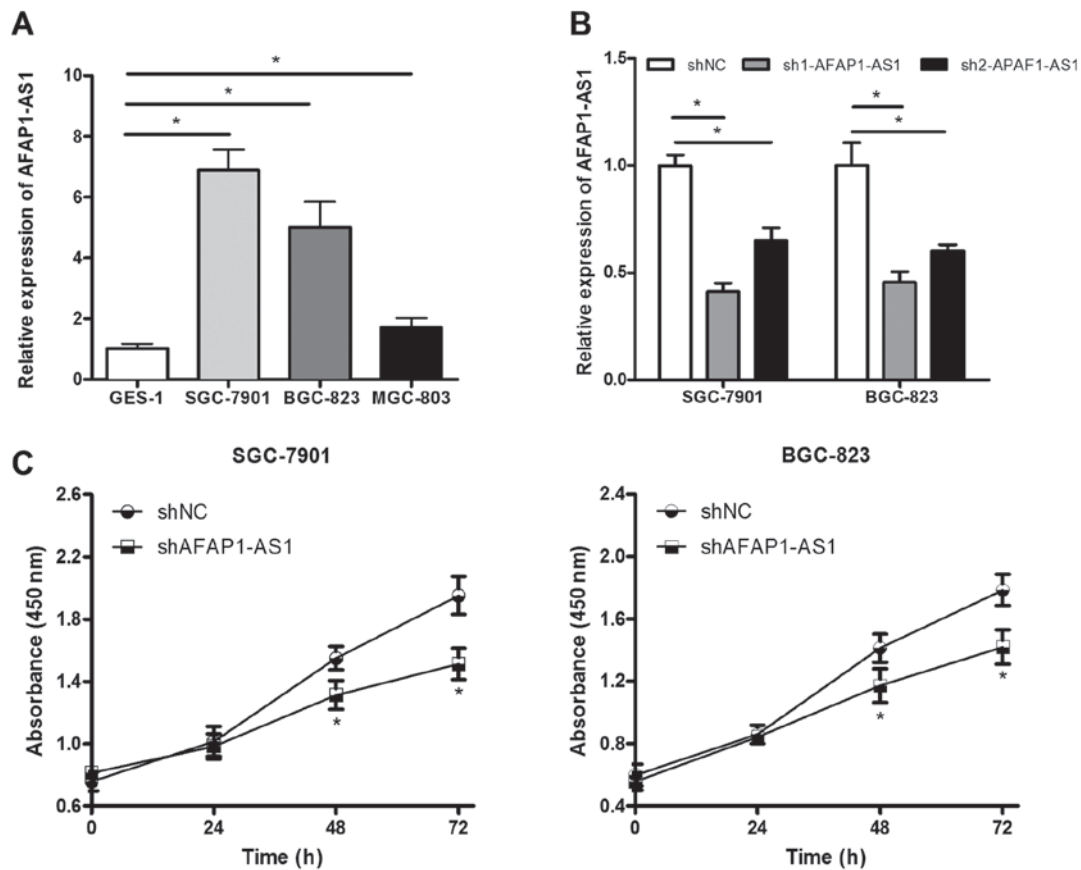 A
Relative expression of AFAP1-AS1
10
8
6
4
2
0
*
*
*
GES-1 SGC-7901 BGC-823 MGC-803
B
Relative expression of AFAP1-AS1
1.5
1.0
0.5
0.0
shNC sh1-AFAP1-AS1 sh2-APAF1-AS1
*
*
*
*
SGC-7901 BGC-823
C
SGC-7901
Absorbance (450 nm)
2.6
2.2
1.8
1.4
1.0
0.6
shNC
shAFAP1-AS1
*
*
0 24 48 72
Time (h)
BGC-823
Absorbance (450 nm)
2.4
2.0
1.6
1.2
0.8
0.4
shNC
shAFAP1-AS1
*
*
0 24 48 72
Time (h)